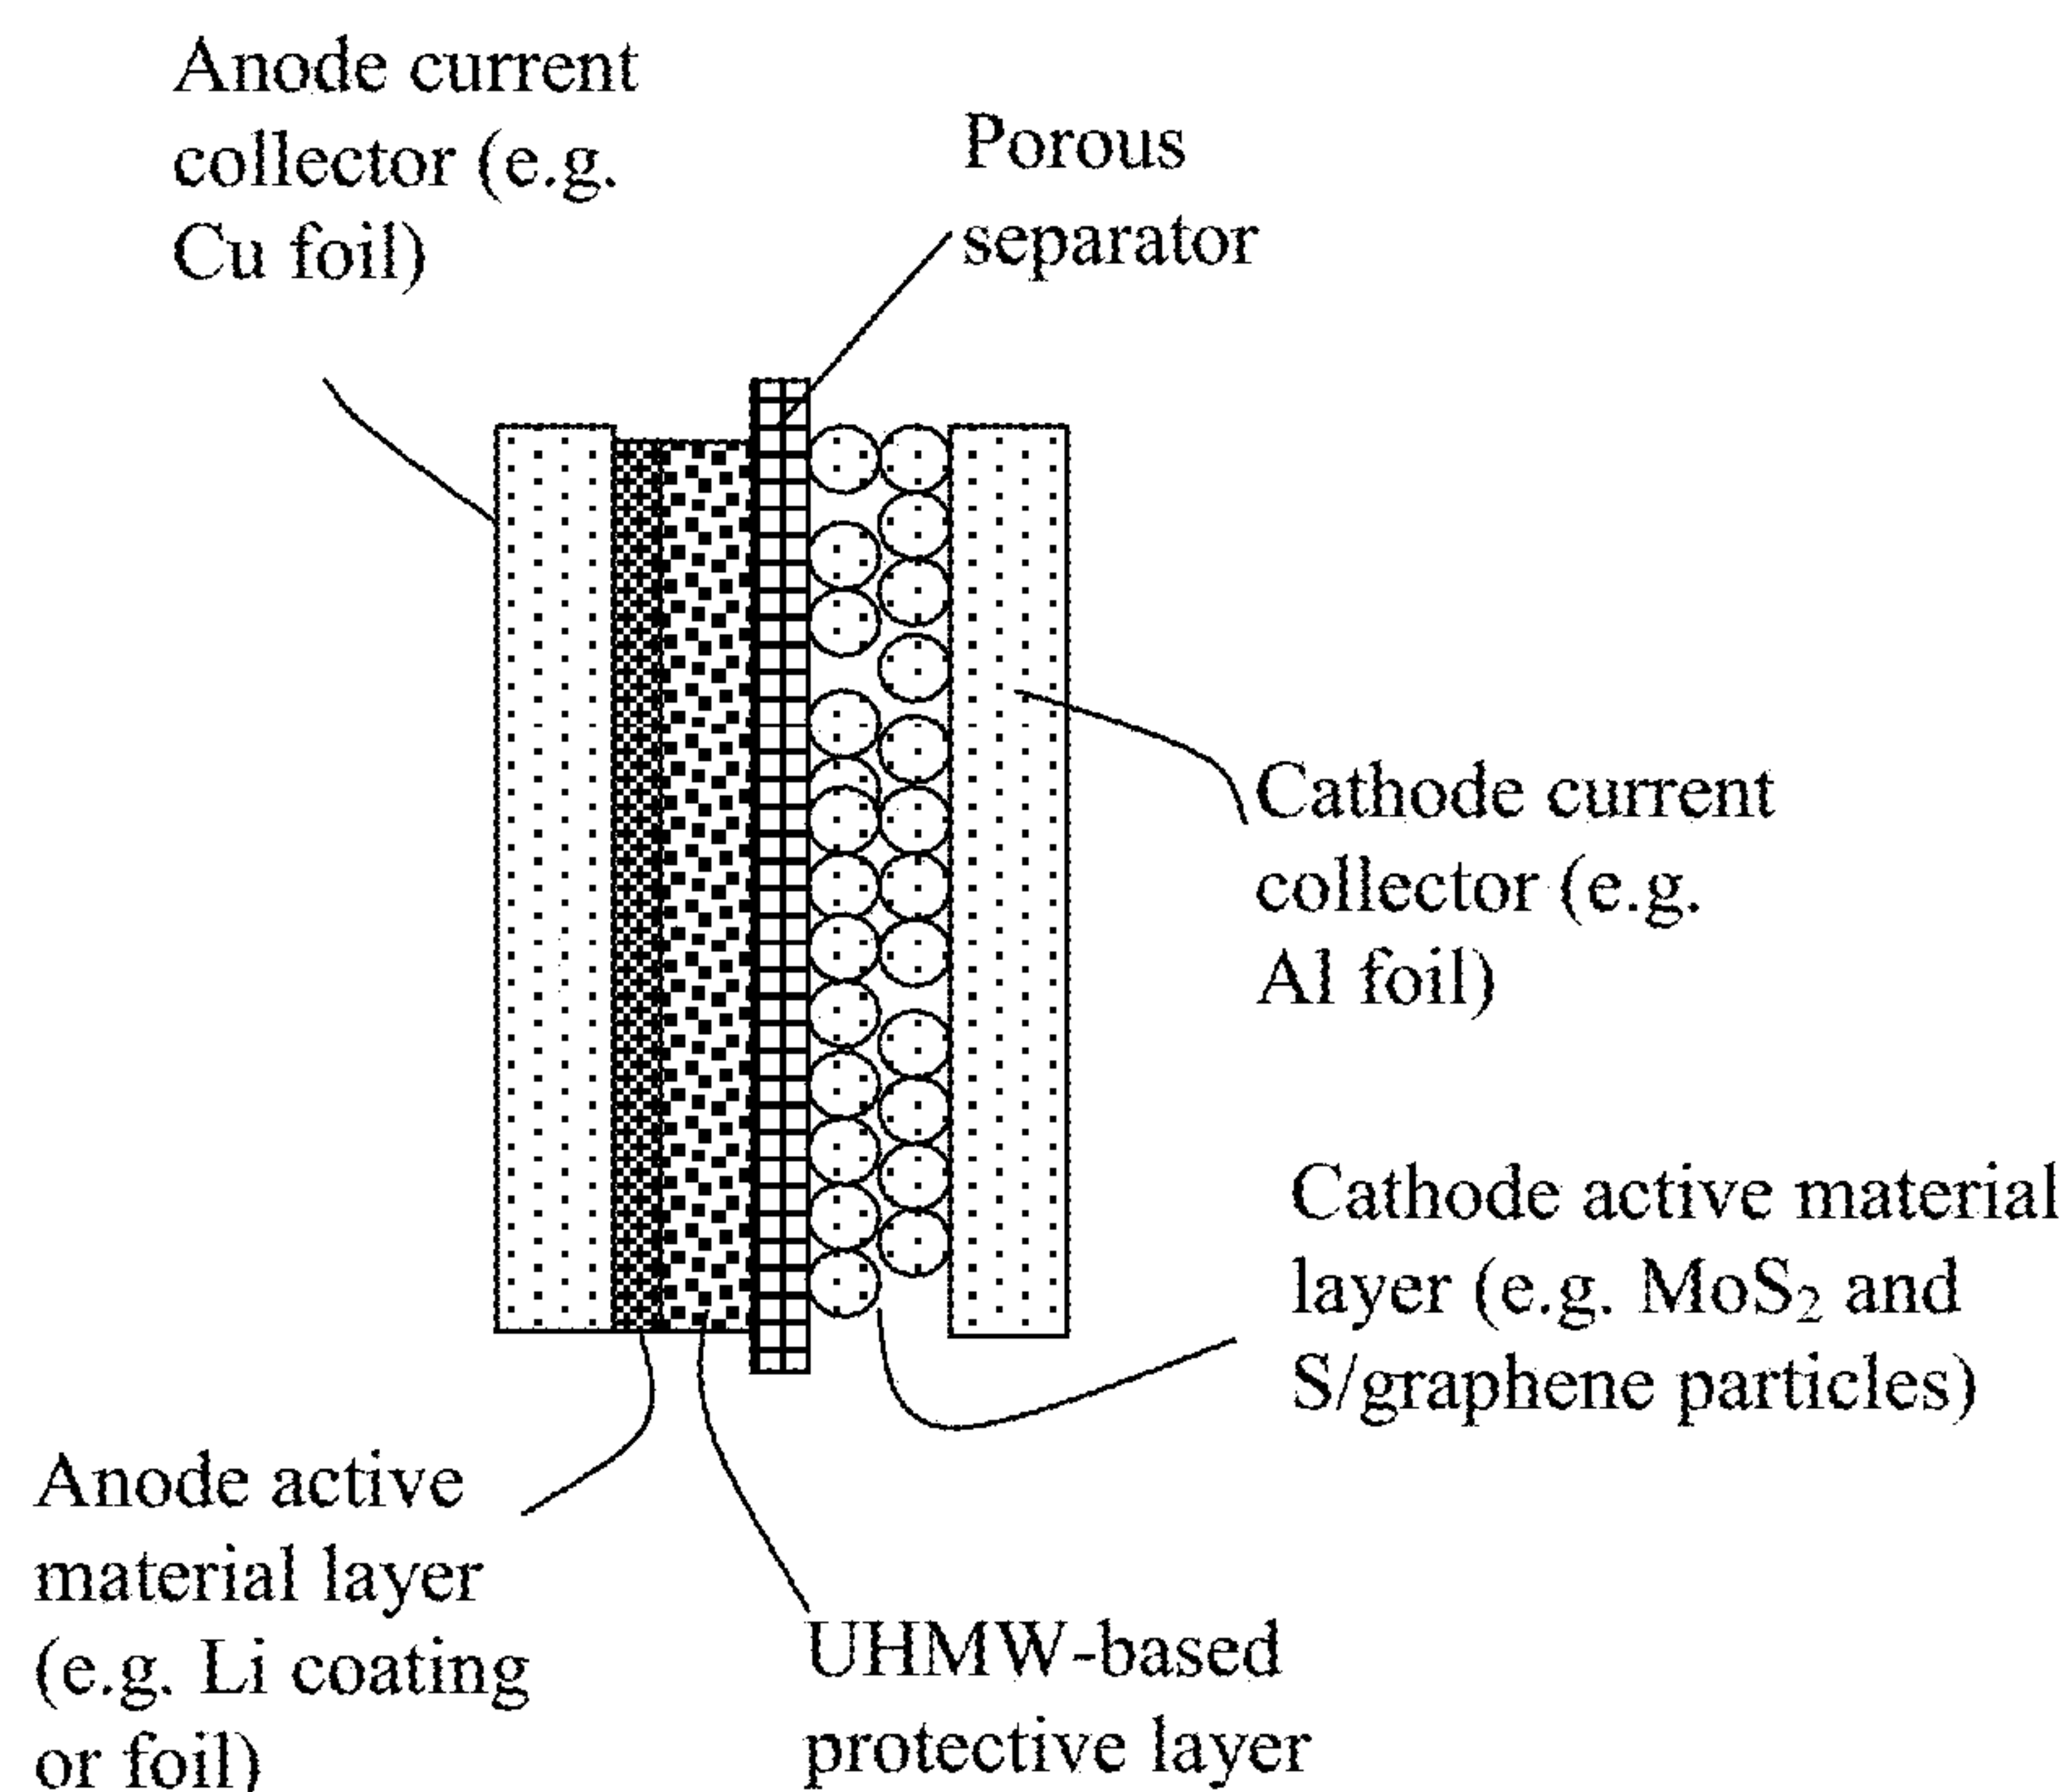 Anode current
collector (e.g.
Cu foil)
Porous
separator
Cathode current
collector (e.g.
Al foil)
Cathode active material
layer (e.g. MoS₂ and
S/graphene particles)
Anode active
material layer
(e.g. Li coating
or foil)
UHMW-based
protective layer